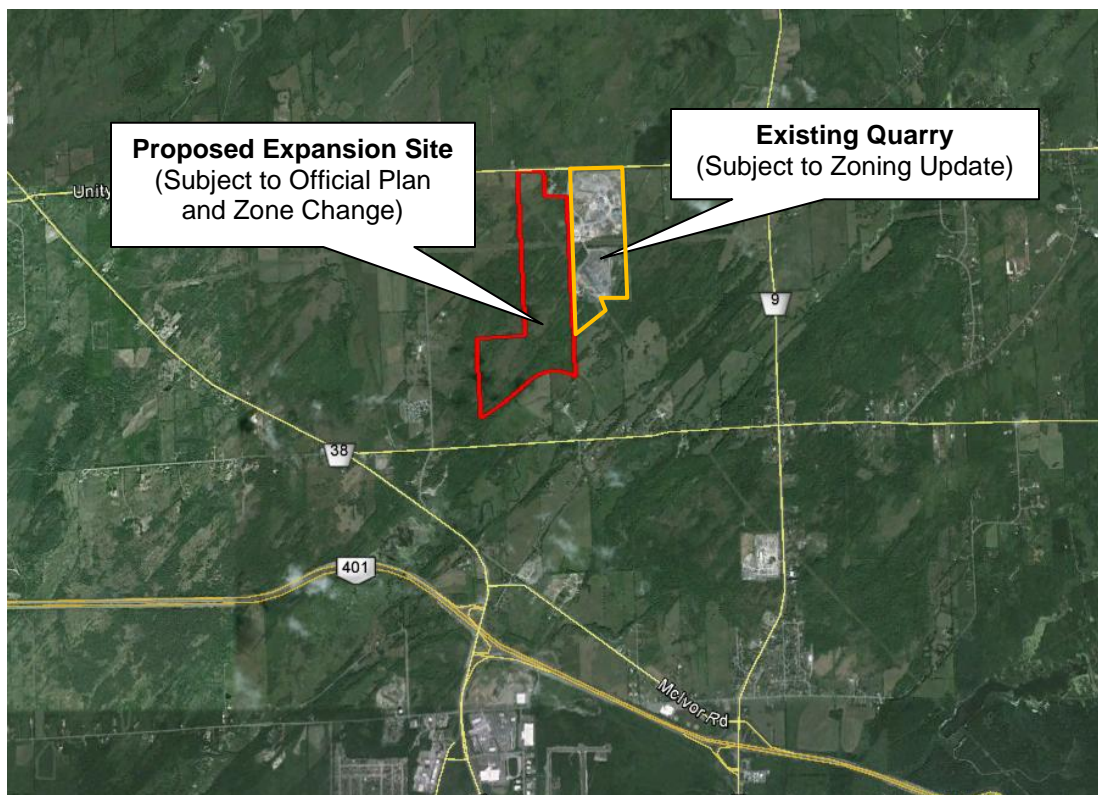 Proposed Expansion Site
(Subject to Official Plan
and Zone Change)
Existing Quarry
(Subject to Zoning Update)
Unity
9
38
401
McIvor Rd